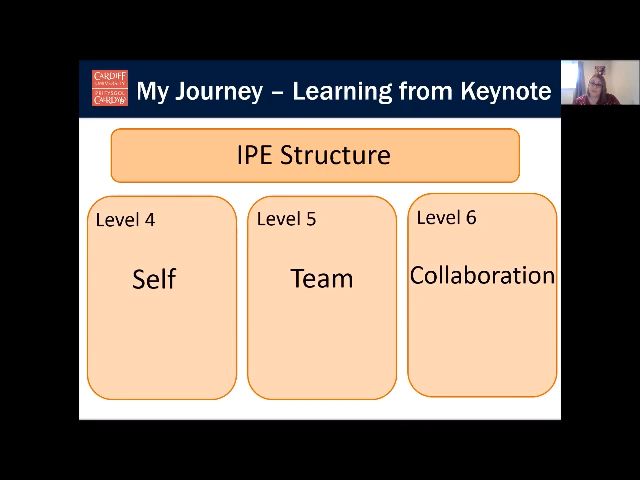 CARDIFF
UNIVERSITY
PRIFYSGOL
CAERDYDD
My Journey – Learning from Keynote
IPE Structure
Level 4
Self
Level 5
Team
Level 6
Collaboration